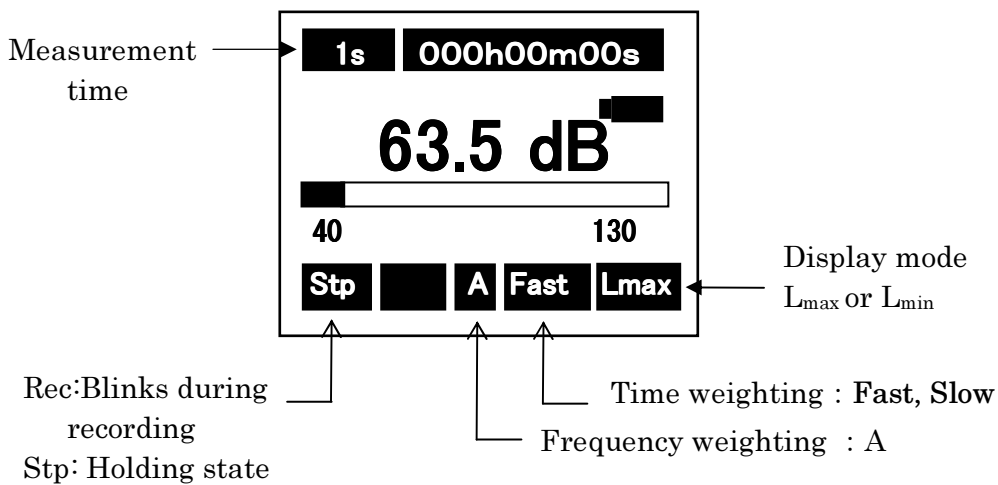 Measurement
time
1s 000h00m00s
63.5 dB
40 130
Stp A Fast Lmax
Display mode
Lmax or Lmin
Rec:Blinks during
recording
Stp: Holding state
Time weighting : Fast, Slow
Frequency weighting : A